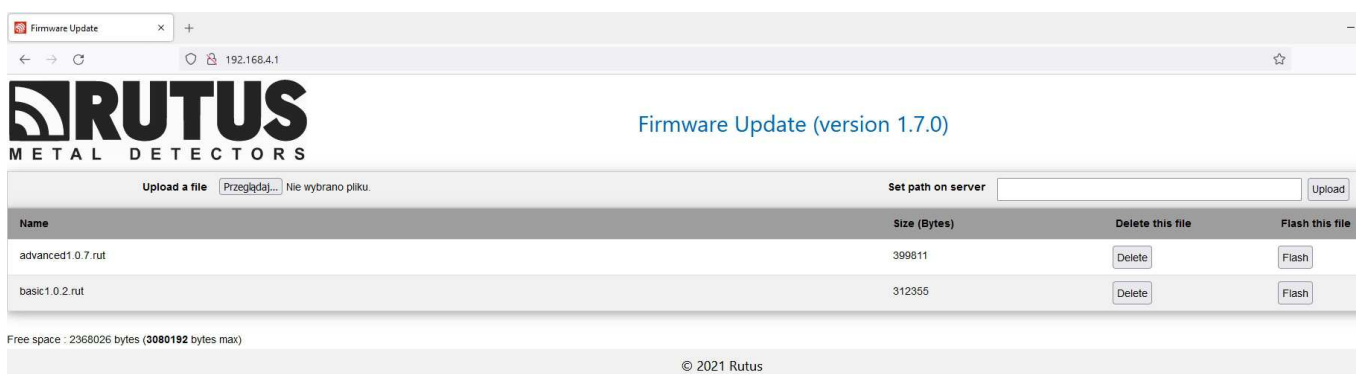 Firmware Update
192.168.4.1
RUTUS
METAL DETECTORS
Firmware Update (version 1.7.0)
Upload a file Przeglądaj... Nie wybrano pliku. Set path on server Upload
Name Size (Bytes) Delete this file Flash this file
advanced1.0.7.rut 399811 Delete Flash
basic1.0.2.rut 312355 Delete Flash
Free space : 2368026 bytes (3080192 bytes max)
© 2021 Rutus